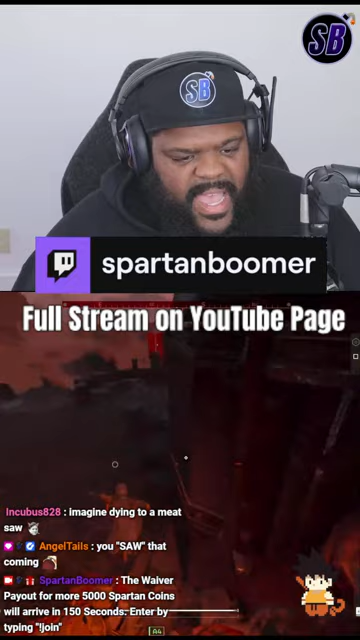 SB
SB
spartanboomer
Full Stream on YouTube Page
Incubus828 : imagine dying to a meat
saw
AngelTails : you "SAW" that
coming
SpartanBoomer : The Waiver
Payout for more 5000 Spartan Coins
will arrive in 150 Seconds. Enter by
typing "!join"